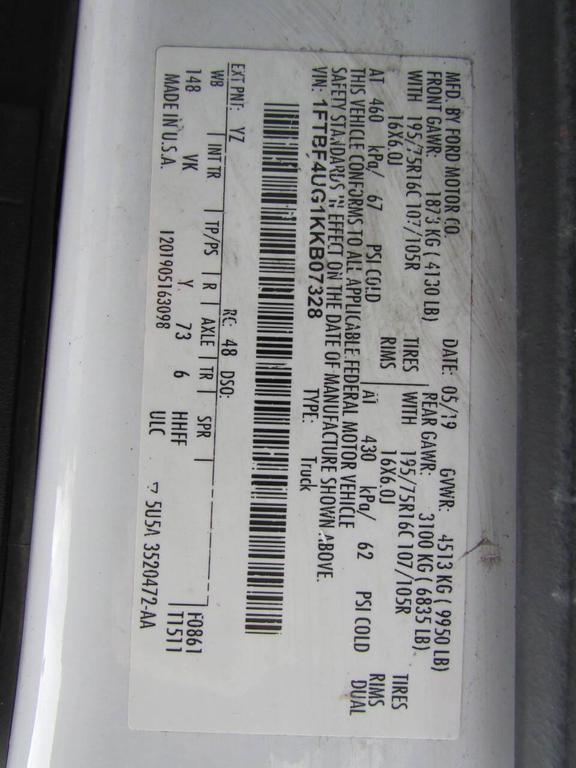 MFD. BY FORD MOTOR CO. DATE: 05/19 GVWR: 4513 KG ( 9950 LB)
FRONT GAWR: 1873 KG ( 4130 LB) REAR GAWR: 3100 KG ( 6835 LB)
WITH 195/75R16C 107/105R TIRES WITH 195/75R16C 107/105R TIRES
16X6.0J RIMS 16X6.0J RIMS
AT 460 kPa/ 67 PSI COLD AT 430 kPa/ 62 PSI COLD DUAL
THIS VEHICLE CONFORMS TO ALL APPLICABLE FEDERAL MOTOR VEHICLE
SAFETY STANDARDS IN EFFECT ON THE DATE OF MANUFACTURE SHOWN ABOVE.
VIN: 1FTBF4UG1KKB07328 TYPE: Truck
EXT PNT: YZ RC: 48 DSO: F0861
T1511
WB INT TR TP/PS R AXLE TR SPR
148 VK Y 73 6 HHFF
MADE IN U.S.A. 1201905163098 ULC 5U5A 3520472-AA